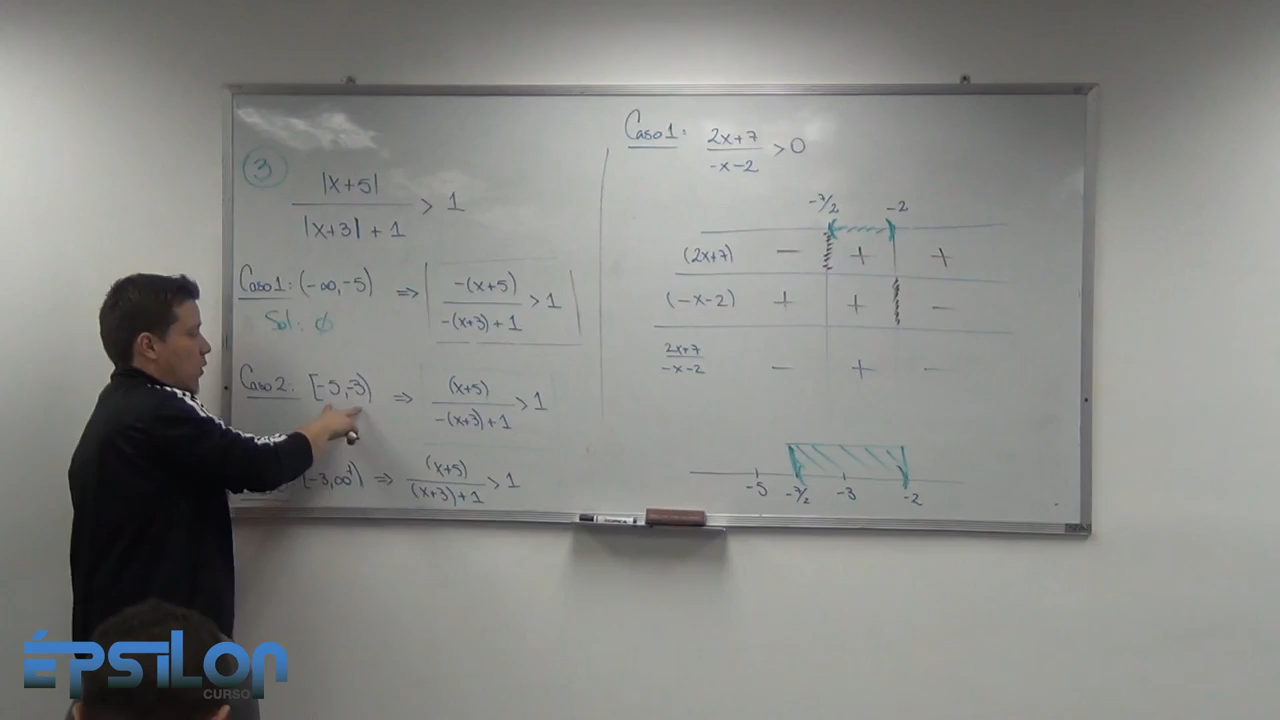 3
|x+5|
|x+3| + 1
> 1
Caso 1: (-∞,-5) ⇒ -(x+5)
-(x+3) + 1
> 1
Sol: ∅
Caso 2: [-5,-3) ⇒ (x+5)
-(x+3)+1
> 1
[-3,∞⁺) ⇒ (x+5)
(x+3)+1
> 1
Caso 1: 2x+7
-x-2
> 0
-7/2 -2
(2x+7) - + +
(-x-2) + + -
2x+7
-x-2
- + -
-5 -7/2 -3 -2
ÉPSILON
CURSO